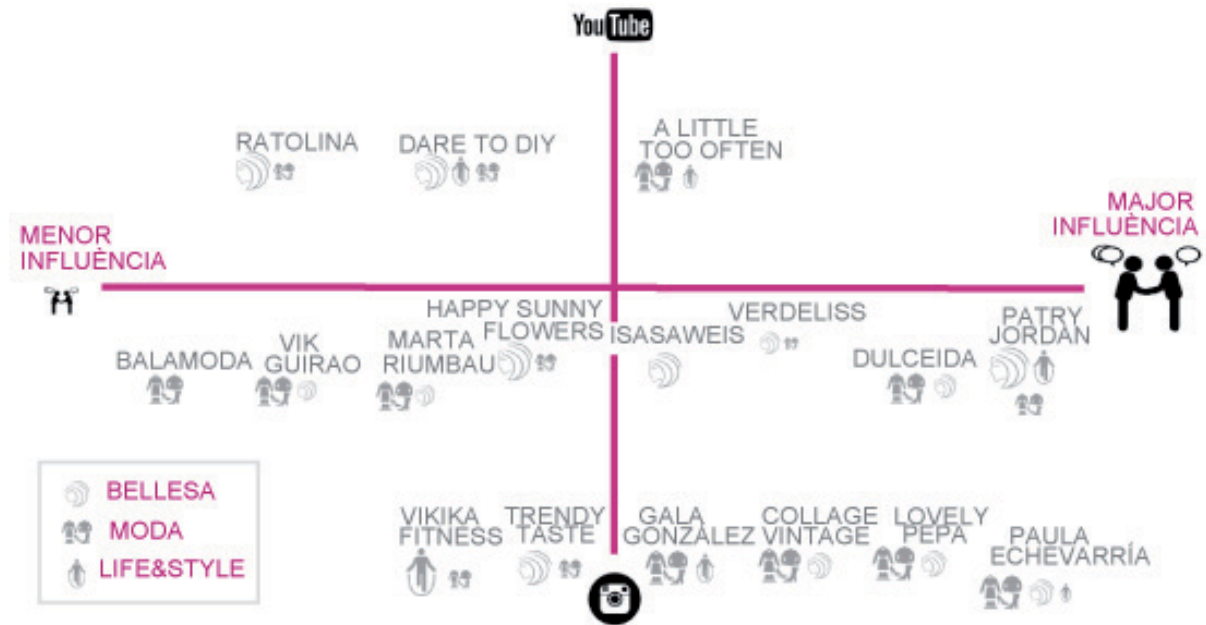 YouTube
RATOLINA
DARE TO DIY
A LITTLE
TOO OFTEN
MENOR
INFLUÈNCIA
MAJOR
INFLUÈNCIA
BALAMODA
VIK
GUIRAO
MARTA
RIUMBAU
HAPPY SUNNY
FLOWERS
ISASAWEIS
VERDELISS
DULCEIDA
PATRY
JORDAN
BELLESA
MODA
LIFE&STYLE
VIKIKA
FITNESS
TRENDY
TASTE
GALA
GONZÁLEZ
COLLAGE
VINTAGE
LOVELY
PEPA
PAULA
ECHEVARRÍA